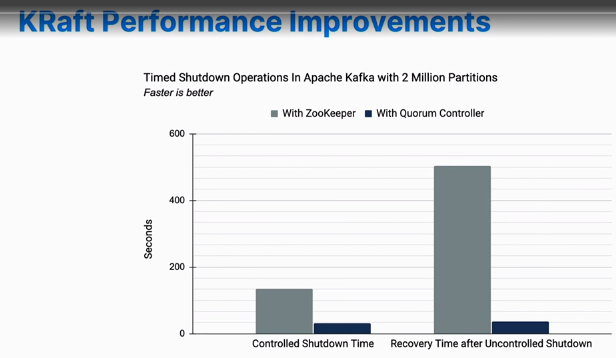 KRaft Performance Improvements
Timed Shutdown Operations In Apache Kafka with 2 Million Partitions
Faster is better
With ZooKeeper With Quorum Controller
600
400
200
0
Seconds
Controlled Shutdown Time Recovery Time after Uncontrolled Shutdown